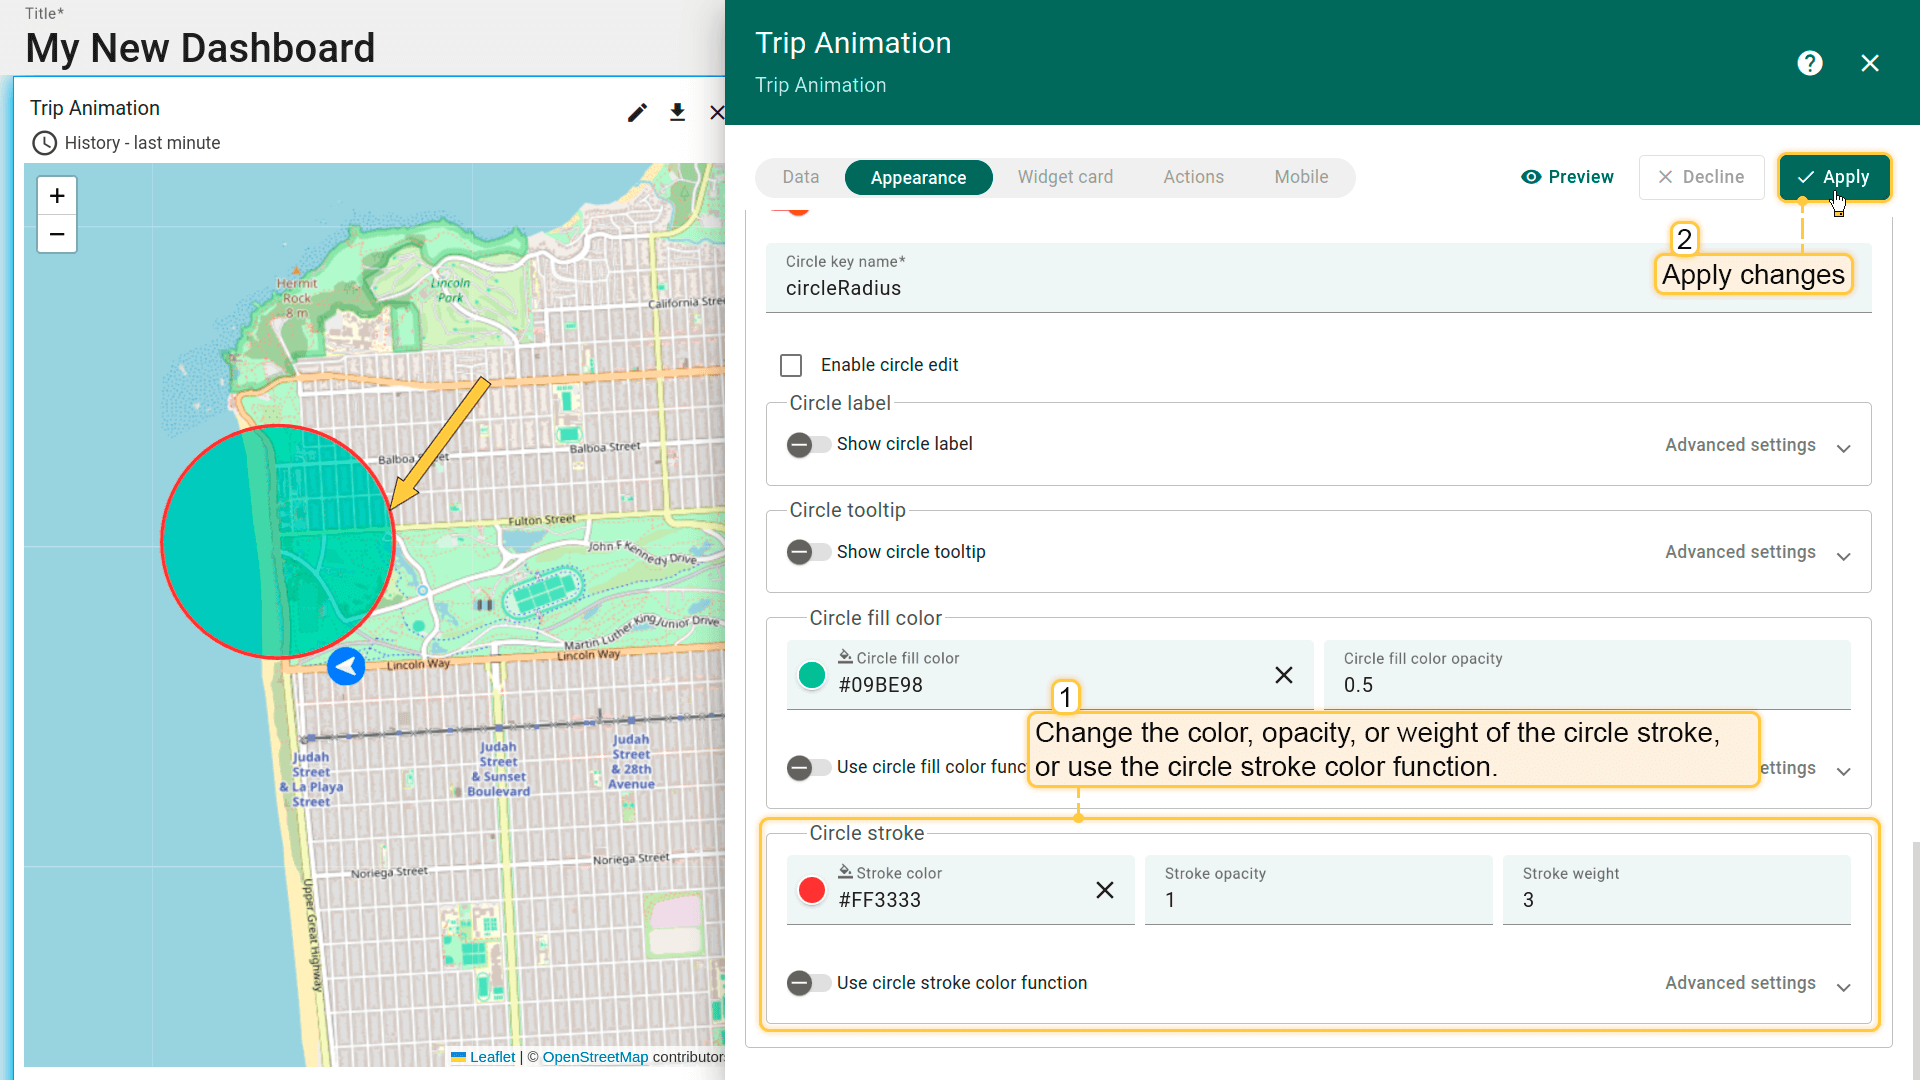 Title*
My New Dashboard
Trip Animation
History - last minute
+
−
Hermit
Rock
8 m
Lincoln
Park
California Stree
Balboa Street
Balboa Street
Fulton Street
John F Kennedy Drive
Martin Luther King Junior Drive
Lincoln Way
Lincoln Way
Judah
Street
& La Playa
Street
Judah
Street
& Sunset
Boulevard
Judah
Street
& 28th
Avenue
Noriega Street
Noriega Street
Upper Great Highway
Leaflet | © OpenStreetMap contributors
Trip Animation
Trip Animation
?
Data
Appearance
Widget card
Actions
Mobile
Preview
Decline
Apply
2
Apply changes
Circle key name*
circleRadius
Enable circle edit
Circle label
Show circle label
Advanced settings
Circle tooltip
Show circle tooltip
Advanced settings
Circle fill color
Circle fill color
#09BE98
Circle fill color opacity
0.5
1
Change the color, opacity, or weight of the circle stroke,
or use the circle stroke color function.
Use circle fill color func
ettings
Circle stroke
Stroke color
#FF3333
Stroke opacity
1
Stroke weight
3
Use circle stroke color function
Advanced settings